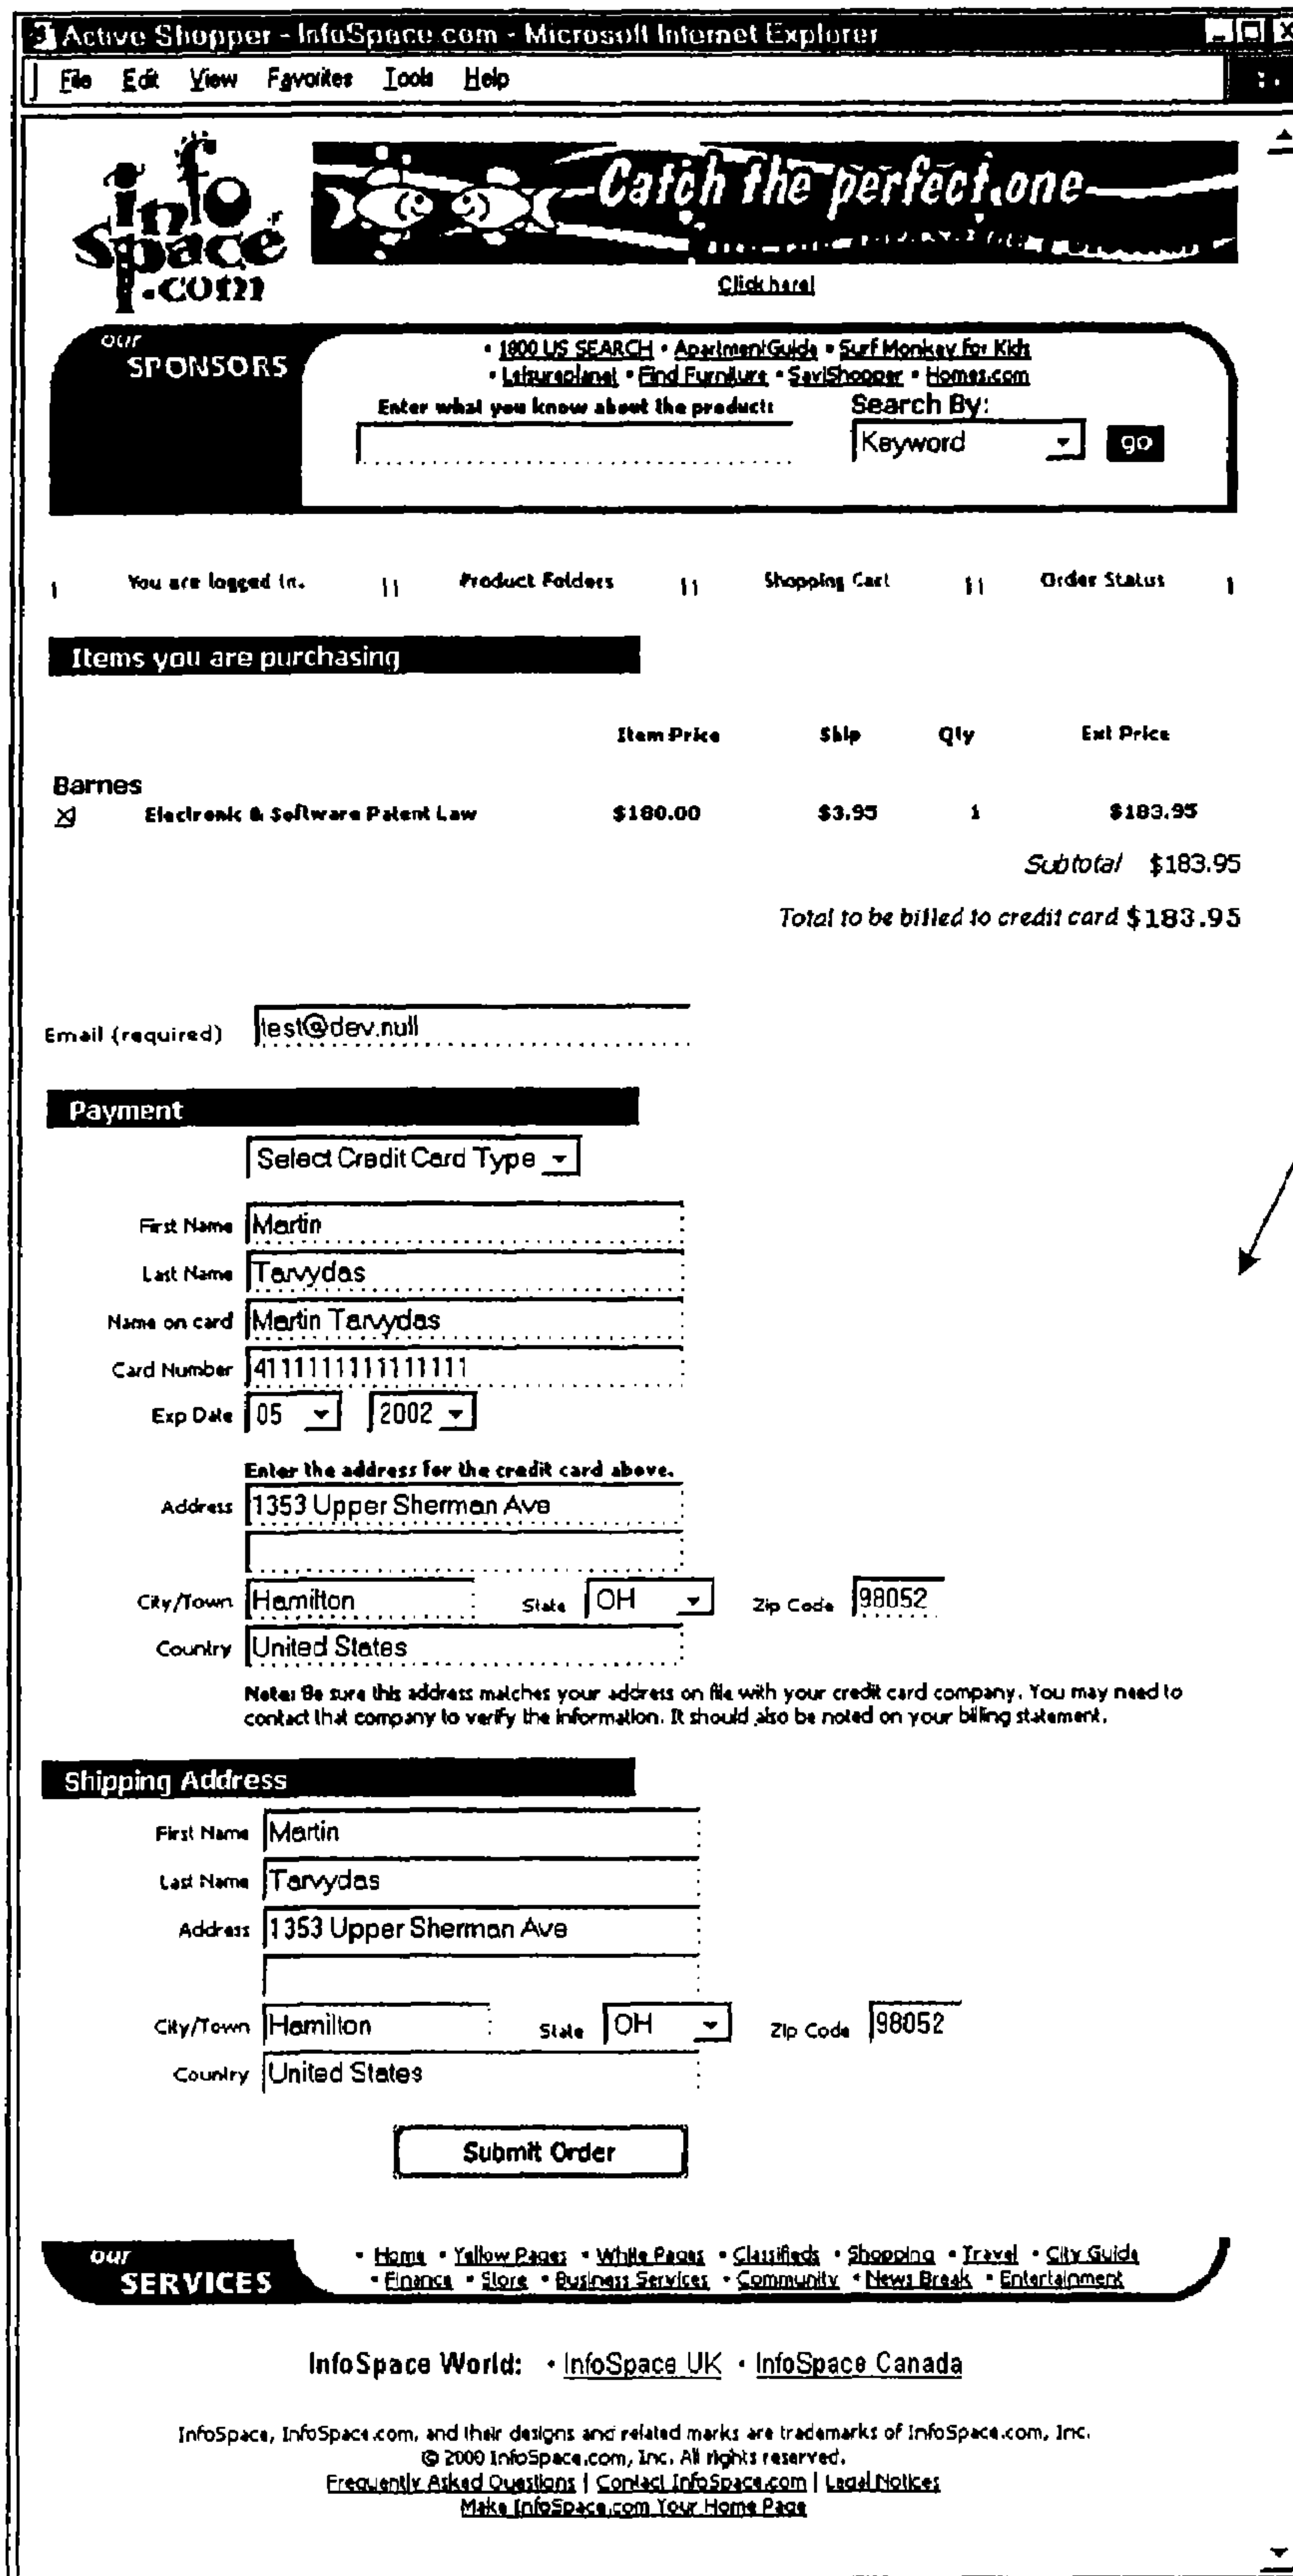 Active Shopper - InfoSpace.com - Microsoft Internet Explorer
File Edit View Favorites Tools Help
info space .com
Catch the perfect one
Click here!
our SPONSORS
• 1800 US SEARCH • ApartmentGuide • Surf Monkey for Kids
• Leisureplanet • Find Furniture • SaviShopper • Homes.com
Enter what you know about the product: Search By:
Keyword go
| You are logged in. || Product Folders || Shopping Cart || Order Status |
Items you are purchasing
Item Price Ship Qty Ext Price
Barnes
Electronic & Software Patent Law $180.00 $3.95 1 $183.95
Subtotal $183.95
Total to be billed to credit card $183.95
Email (required) test@dev.null
Payment
Select Credit Card Type
First Name Martin
Last Name Tarvydas
Name on card Martin Tarvydas
Card Number 4111111111111111
Exp Date 05 2002
Enter the address for the credit card above.
Address 1353 Upper Sherman Ave
City/Town Hamilton State OH Zip Code 98052
Country United States
Note: Be sure this address matches your address on file with your credit card company. You may need to
contact that company to verify the information. It should also be noted on your billing statement.
Shipping Address
First Name Martin
Last Name Tarvydas
Address 1353 Upper Sherman Ave
City/Town Hamilton State OH Zip Code 98052
Country United States
Submit Order
our SERVICES
• Home • Yellow Pages • White Pages • Classifieds • Shopping • Travel • City Guide
• Finance • Store • Business Services • Community • News Break • Entertainment
InfoSpace World: • InfoSpace UK • InfoSpace Canada
InfoSpace, InfoSpace.com, and their designs and related marks are trademarks of InfoSpace.com, Inc.
© 2000 InfoSpace.com, Inc. All rights reserved.
Frequently Asked Questions | Contact InfoSpace.com | Legal Notices
Make InfoSpace.com Your Home Page